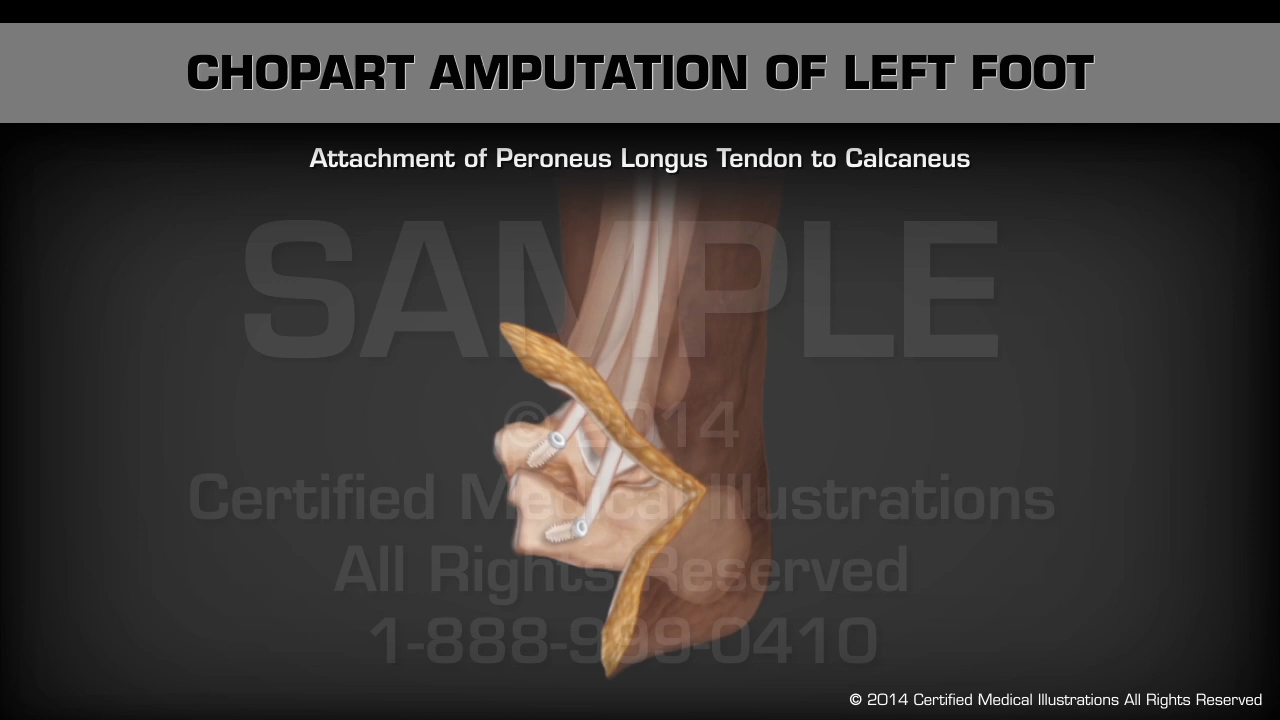 CHOPART AMPUTATION OF LEFT FOOT
Attachment of Peroneus Longus Tendon to Calcaneus
SAMPLE
© 2014
Certified Medical Illustrations
All Rights Reserved
1-888-999-0410
© 2014 Certified Medical Illustrations All Rights Reserved